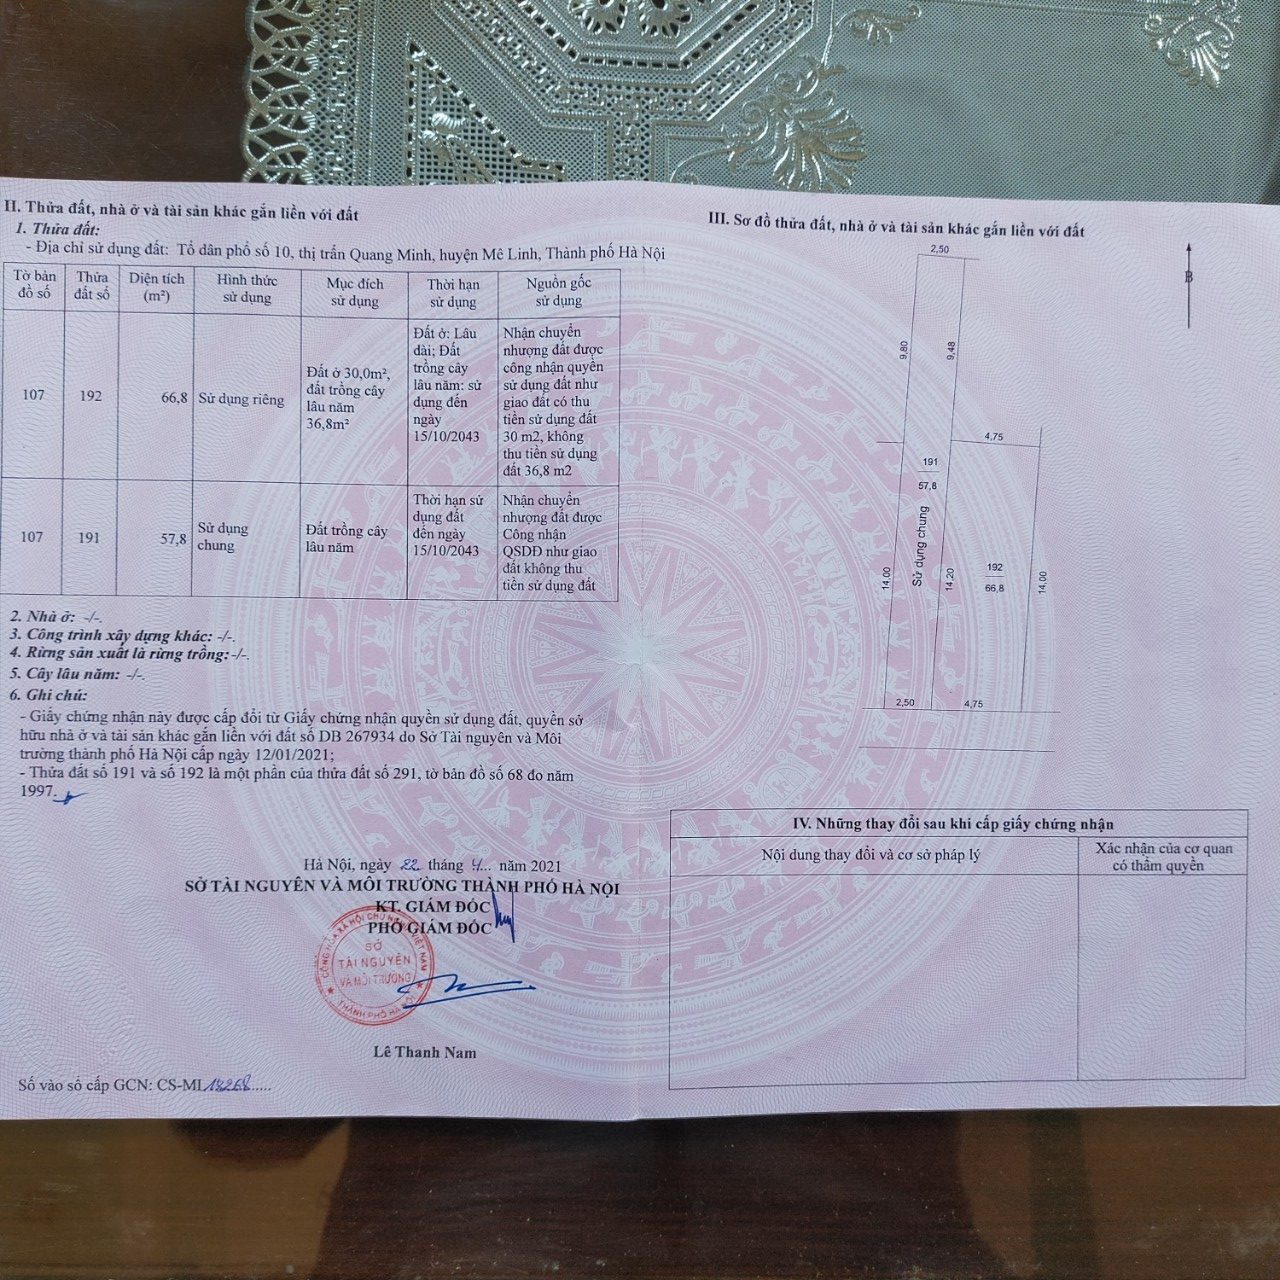 II. Thửa đất, nhà ở và tài sản khác gắn liền với đất
1. Thửa đất:
- Địa chỉ sử dụng đất: Tổ dân phố số 10, thị trấn Quang Minh, huyện Mê Linh, Thành phố Hà Nội
Tờ bản đồ số
Thửa đất số
Diện tích (m²)
Hình thức sử dụng
Mục đích sử dụng
Thời hạn sử dụng
Nguồn gốc sử dụng
107
192
66,8
Sử dụng riêng
Đất ở 30,0m²,
đất trồng cây
lâu năm
36,8m²
Đất ở: Lâu
dài; Đất
trồng cây
lâu năm: sử
dụng đến
ngày
15/10/2043
Nhận chuyển
nhượng đất được
công nhận quyền
sử dụng đất như
giao đất có thu
tiền sử dụng đất
30 m2, không
thu tiền sử dụng
đất 36,8 m2
107
191
57,8
Sử dụng
chung
Đất trồng cây
lâu năm
Thời hạn sử
dụng đất
đến ngày
15/10/2043
Nhận chuyển
nhượng đất được
Công nhận
QSDĐ như giao
đất không thu
tiền sử dụng đất
2. Nhà ở: -/-.
3. Công trình xây dựng khác: -/-.
4. Rừng sản xuất là rừng trồng: -/-.
5. Cây lâu năm: -/-.
6. Ghi chú:
- Giấy chứng nhận này được cấp đổi từ Giấy chứng nhận quyền sử dụng đất, quyền sở
hữu nhà ở và tài sản khác gắn liền với đất số DB 267934 do Sở Tài nguyên và Môi
trường thành phố Hà Nội cấp ngày 12/01/2021;
- Thửa đất số 191 và số 192 là một phần của thửa đất số 291, tờ bản đồ số 68 đo năm
1997.
Hà Nội, ngày 22 tháng 4 năm 2021
SỞ TÀI NGUYÊN VÀ MÔI TRƯỜNG THÀNH PHỐ HÀ NỘI
KT. GIÁM ĐỐC
PHÓ GIÁM ĐỐC
CỘNG HÒA XÃ HỘI CHỦ NGHĨA VIỆT NAM
SỞ
TÀI NGUYÊN
VÀ MÔI TRƯỜNG
THÀNH PHỐ HÀ NỘI
Lê Thanh Nam
Số vào sổ cấp GCN: CS-ML
III. Sơ đồ thửa đất, nhà ở và tài sản khác gắn liền với đất
B
2,50
9,80
9,48
4,75
191
57,8
Sử dụng chung
14,00
14,20
192
66,8
14,00
2,50
4,75
IV. Những thay đổi sau khi cấp giấy chứng nhận
Nội dung thay đổi và cơ sở pháp lý
Xác nhận của cơ quan
có thẩm quyền